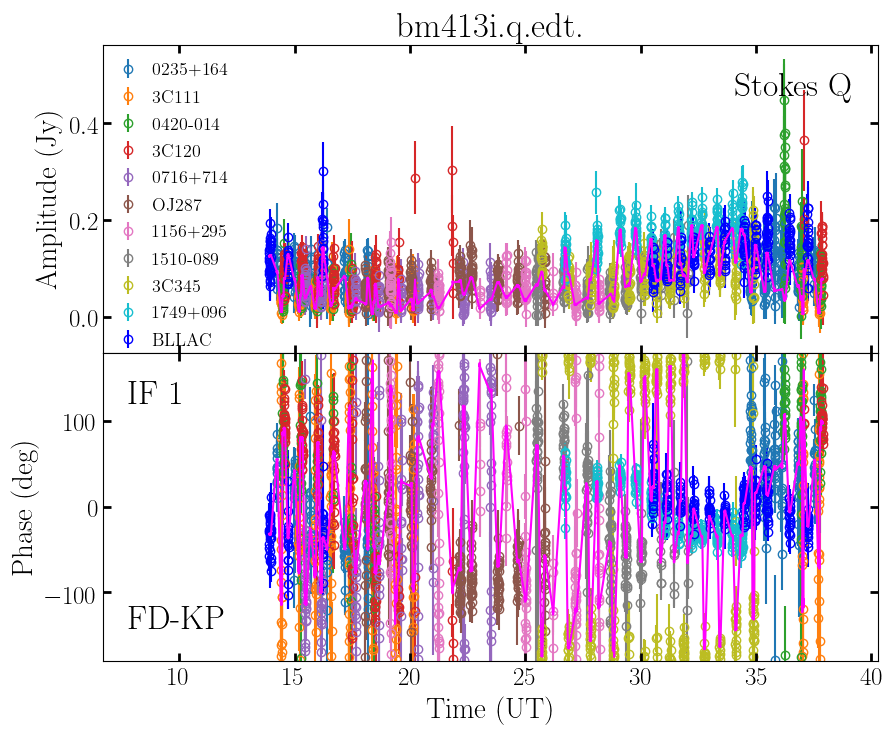 bm413i.q.edt.
Stokes Q
Amplitude (Jy)
0.4
0.2
0.0
0235+164
3C111
0420-014
3C120
0716+714
OJ287
1156+295
1510-089
3C345
1749+096
BLLAC
IF 1
FD-KP
Phase (deg)
100
0
−100
10 15 20 25 30 35 40
Time (UT)